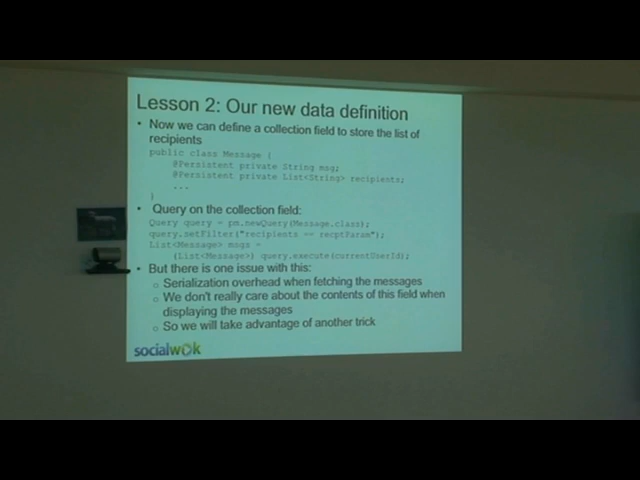 Lesson 2: Our new data definition
• Now we can define a collection field to store the list of
recipients
public class Message {
@Persistent private String msg;
@Persistent private List<String> recipients;
...
}
• Query on the collection field:
Query query = pm.newQuery(Message.class);
query.setFilter("recipients == recptParam");
List<Message> msgs =
(List<Message>) query.execute(currentUserId);
• But there is one issue with this:
○ Serialization overhead when fetching the messages
○ We don't really care about the contents of this field when
displaying the messages
○ So we will take advantage of another trick
socialwok